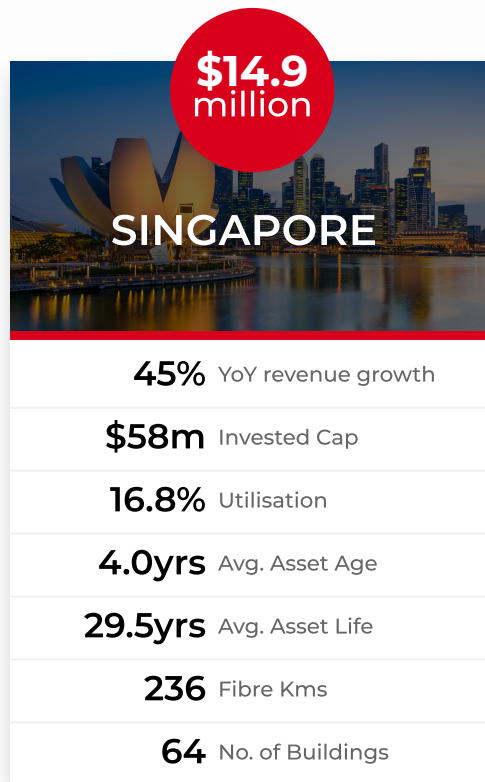 $14.9
million
SINGAPORE
45% YoY revenue growth
$58m Invested Cap
16.8% Utilisation
4.0yrs Avg. Asset Age
29.5yrs Avg. Asset Life
236 Fibre Kms
64 No. of Buildings